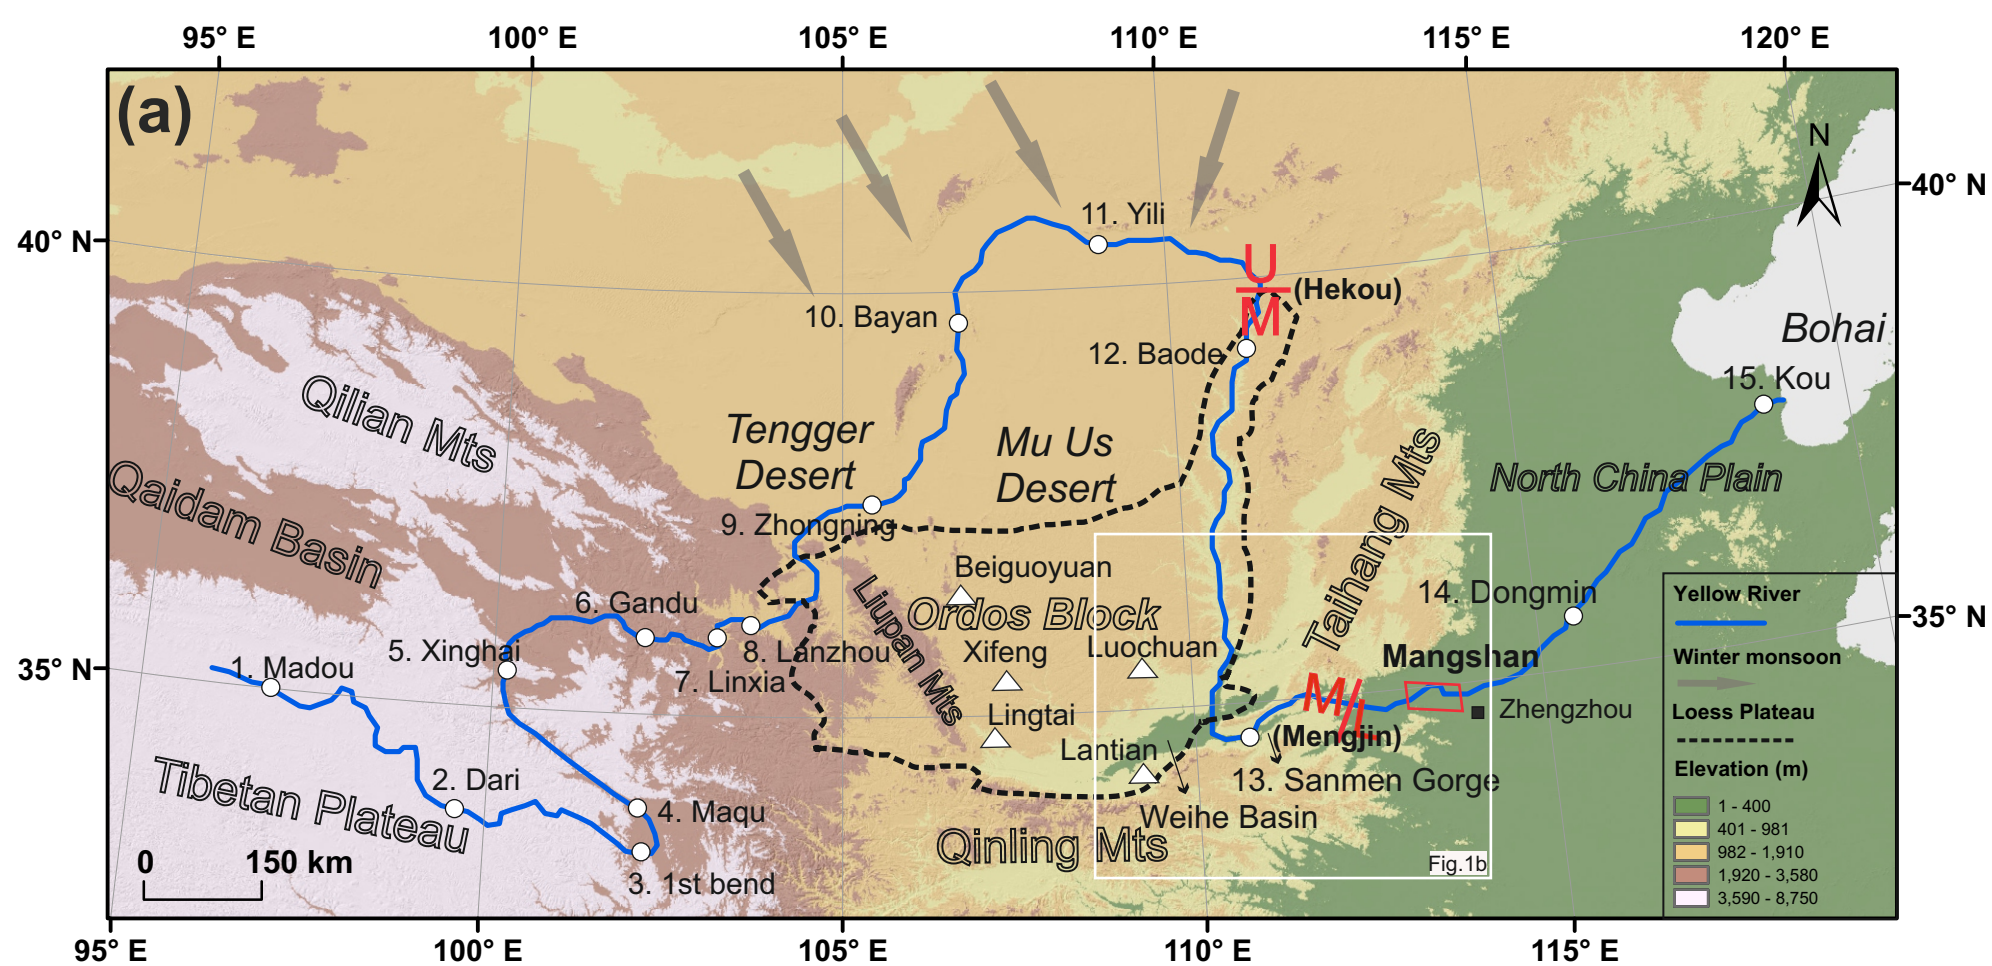 95° E
100° E
105° E
110° E
115° E
120° E
(a)
N
40° N
40° N
11. Yili
U
M
(Hekou)
10. Bayan
12. Baode
Bohai
15. Kou
Qilian Mts
Tengger
Desert
Mu Us
Desert
Taihang Mts
North China Plain
Qaidam Basin
9. Zhongning
Beiguoyuan
Liupan Mts
Ordos Block
6. Gandu
14. Dongmin
35° N
35° N
5. Xinghai
1. Madou
8. Lanzhou
7. Linxia
Xifeng
Luochuan
Mangshan
M/L
Zhengzhou
Lingtai
Lantian
(Mengjin)
13. Sanmen Gorge
Tibetan Plateau
2. Dari
4. Maqu
Weihe Basin
Qinling Mts
3. 1st bend
Fig.1b
0 150 km
Yellow River
Winter monsoon
Loess Plateau
Elevation (m)
1 - 400
401 - 981
982 - 1,910
1,920 - 3,580
3,590 - 8,750
95° E
100° E
105° E
110° E
115° E